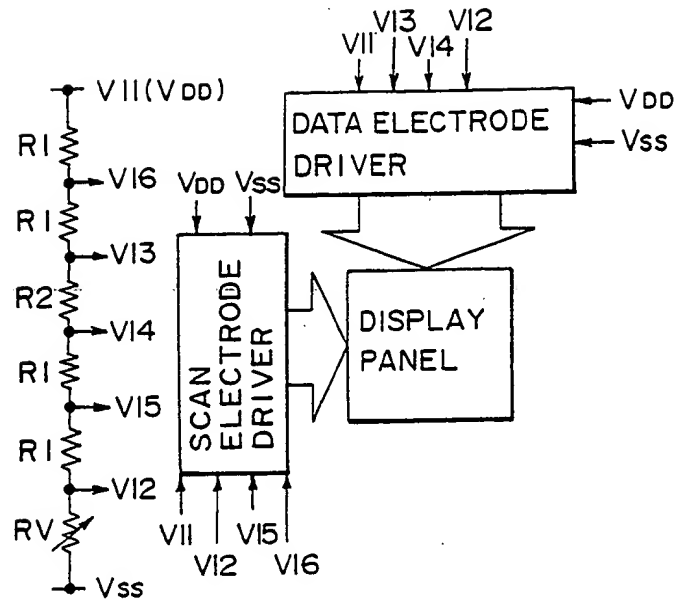 V11(VDD)
R1
V16
R1
V13
R2
V14
R1
V15
R1
V12
RV
VSS
V11
V13
V14
V12
DATA ELECTRODE
DRIVER
VDD
VSS
VDD
VSS
SCAN
ELECTRODE
DRIVER
V11
V12
V15
V16
DISPLAY
PANEL